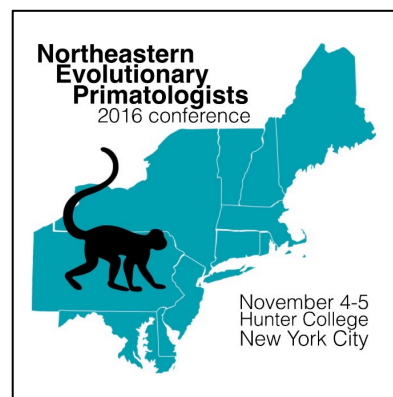 Northeastern
Evolutionary
Primatologists
2016 conference
November 4-5
Hunter College
New York City